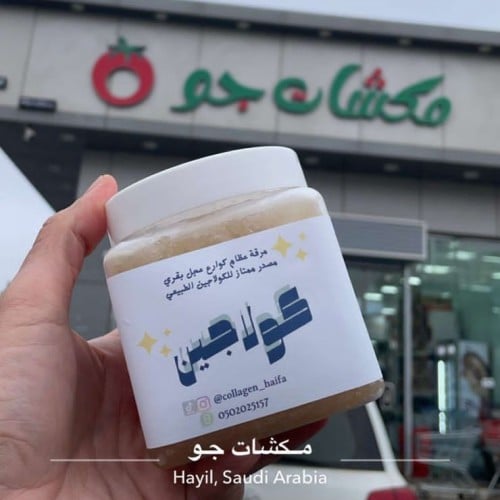 مكشات جو
مرقة عظام كوارع عجل بقري
مصدر ممتاز للكولاجين الطبيعي
كولاجين
@collagen_haifa
0502025157
مكشات جو
Hayil, Saudi Arabia